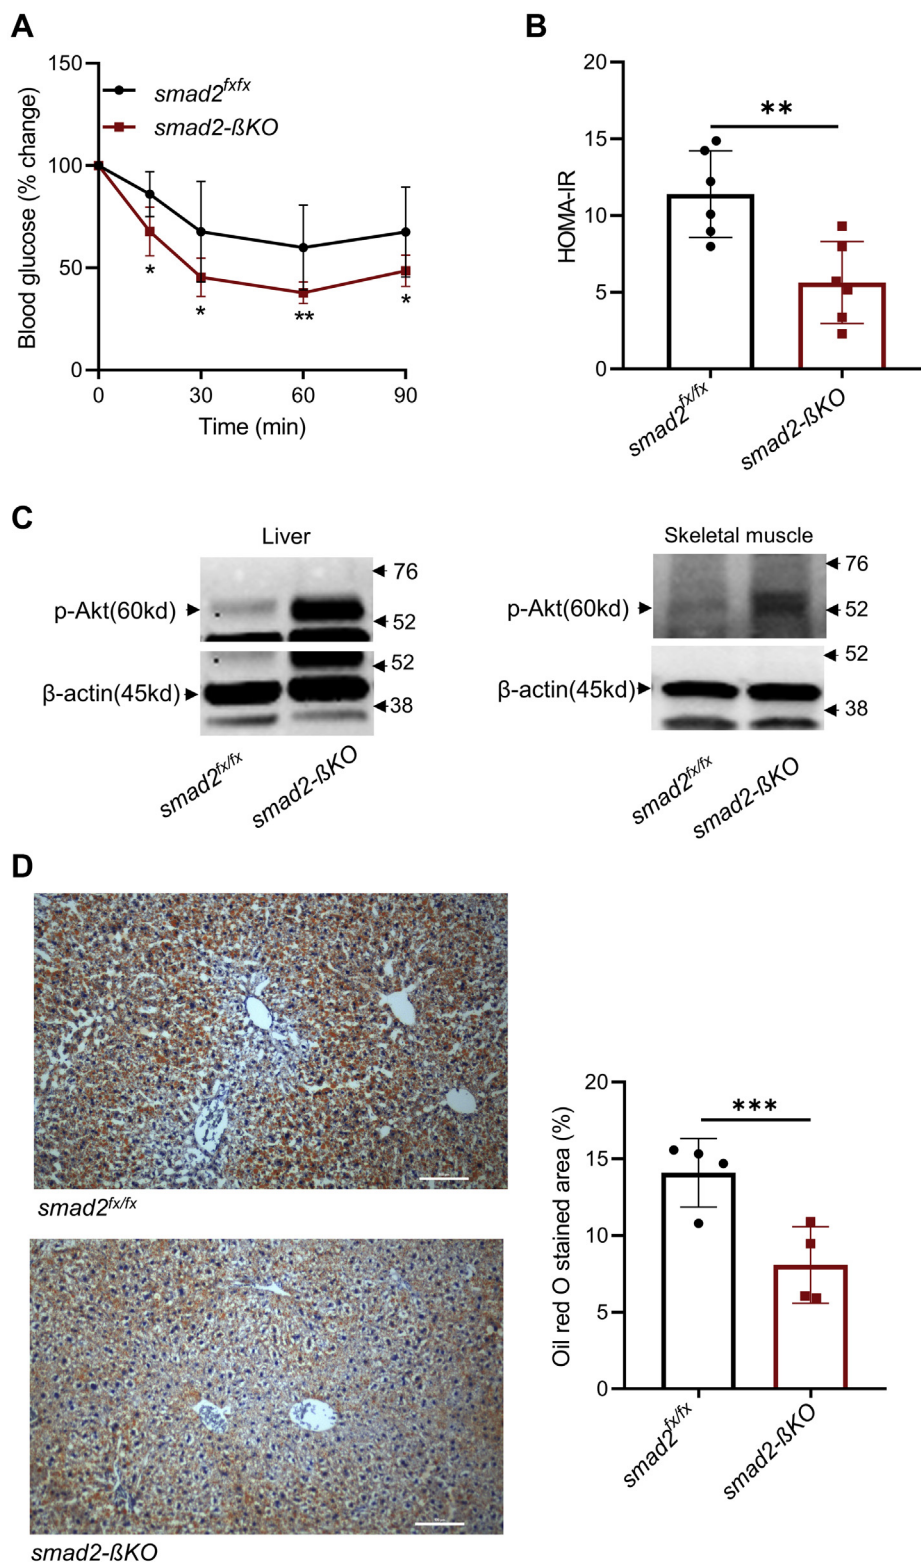 A
B
150
100
50
0
Blood glucose (% change)
smad2fxfx
smad2-ßKO
*
*
**
*
0 30 60 90
Time (min)
20
15
10
5
0
HOMA-IR
**
smad2fx/fx
smad2-ßKO
C
Liver
76
p-Akt(60kd)
52
52
β-actin(45kd)
38
smad2fx/fx
smad2-ßKO
Skeletal muscle
76
p-Akt(60kd)
52
52
β-actin(45kd)
38
smad2fx/fx
smad2-ßKO
D
smad2fx/fx
smad2-ßKO
20
15
10
5
0
Oil red O stained area (%)
***
smad2fx/fx
smad2-ßKO